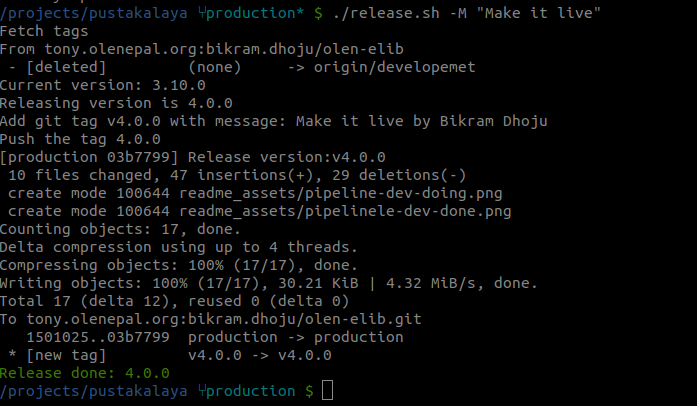 /projects/pustakalaya ⑂production* $ ./release.sh -M "Make it live"
Fetch tags
From tony.olenepal.org:bikram.dhoju/olen-elib
 - [deleted]         (none)     -> origin/developemet
Current version: 3.10.0
Releasing version is 4.0.0
Add git tag v4.0.0 with message: Make it live by Bikram Dhoju
Push the tag 4.0.0
[production 03b7799] Release version:v4.0.0
 10 files changed, 47 insertions(+), 29 deletions(-)
 create mode 100644 readme_assets/pipeline-dev-doing.png
 create mode 100644 readme_assets/pipelinele-dev-done.png
Counting objects: 17, done.
Delta compression using up to 4 threads.
Compressing objects: 100% (17/17), done.
Writing objects: 100% (17/17), 30.21 KiB | 4.32 MiB/s, done.
Total 17 (delta 12), reused 0 (delta 0)
To tony.olenepal.org:bikram.dhoju/olen-elib.git
   1501025..03b7799  production -> production
 * [new tag]         v4.0.0 -> v4.0.0
Release done: 4.0.0
/projects/pustakalaya ⑂production $